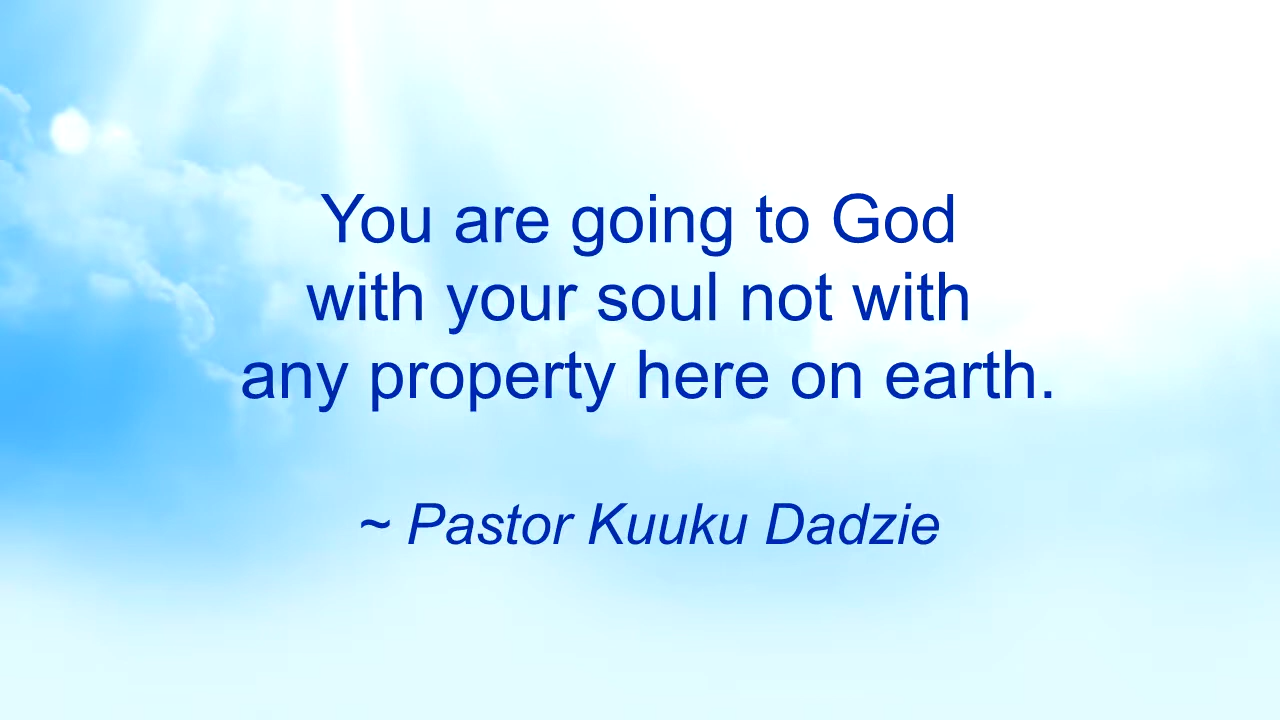 You are going to God
with your soul not with
any property here on earth.
~ Pastor Kuuku Dadzie